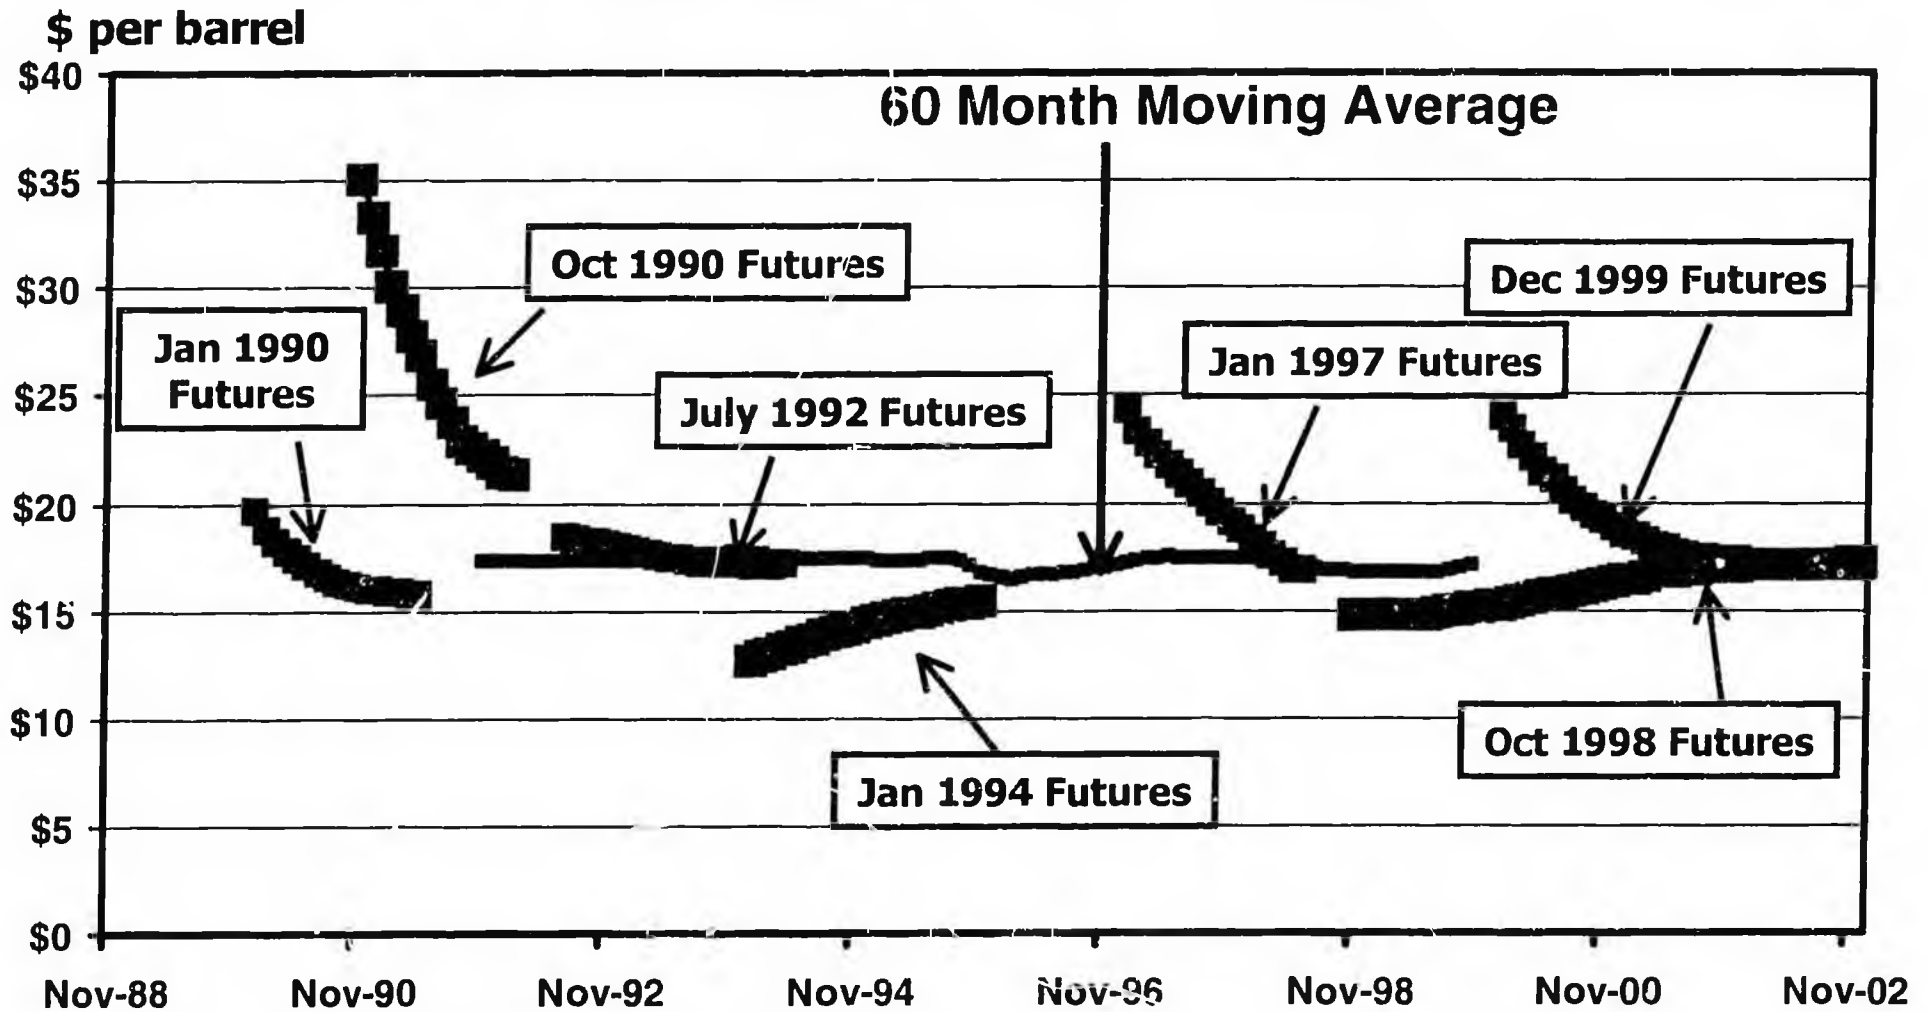 $ per barrel
$40
60 Month Moving Average
$35
Oct 1990 Futures
Dec 1999 Futures
$30
Jan 1990
Futures
Jan 1997 Futures
$25
July 1992 Futures
$20
$15
$10
Oct 1998 Futures
Jan 1994 Futures
$5
$0
Nov-88 Nov-90 Nov-92 Nov-94 Nov-96 Nov-98 Nov-00 Nov-02